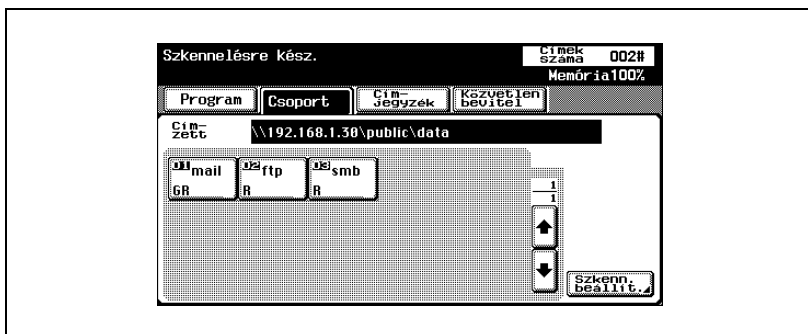 Szkennelésre kész.
Címek száma 002#
Memória100%
Program
Csoport
Cím-jegyzék
Közvetlen bevitel
Cím-zett
\\192.168.1.30\public\data
01 mail
GR
02 ftp
R
03 smb
R
1
1
Szkenn. beállít.